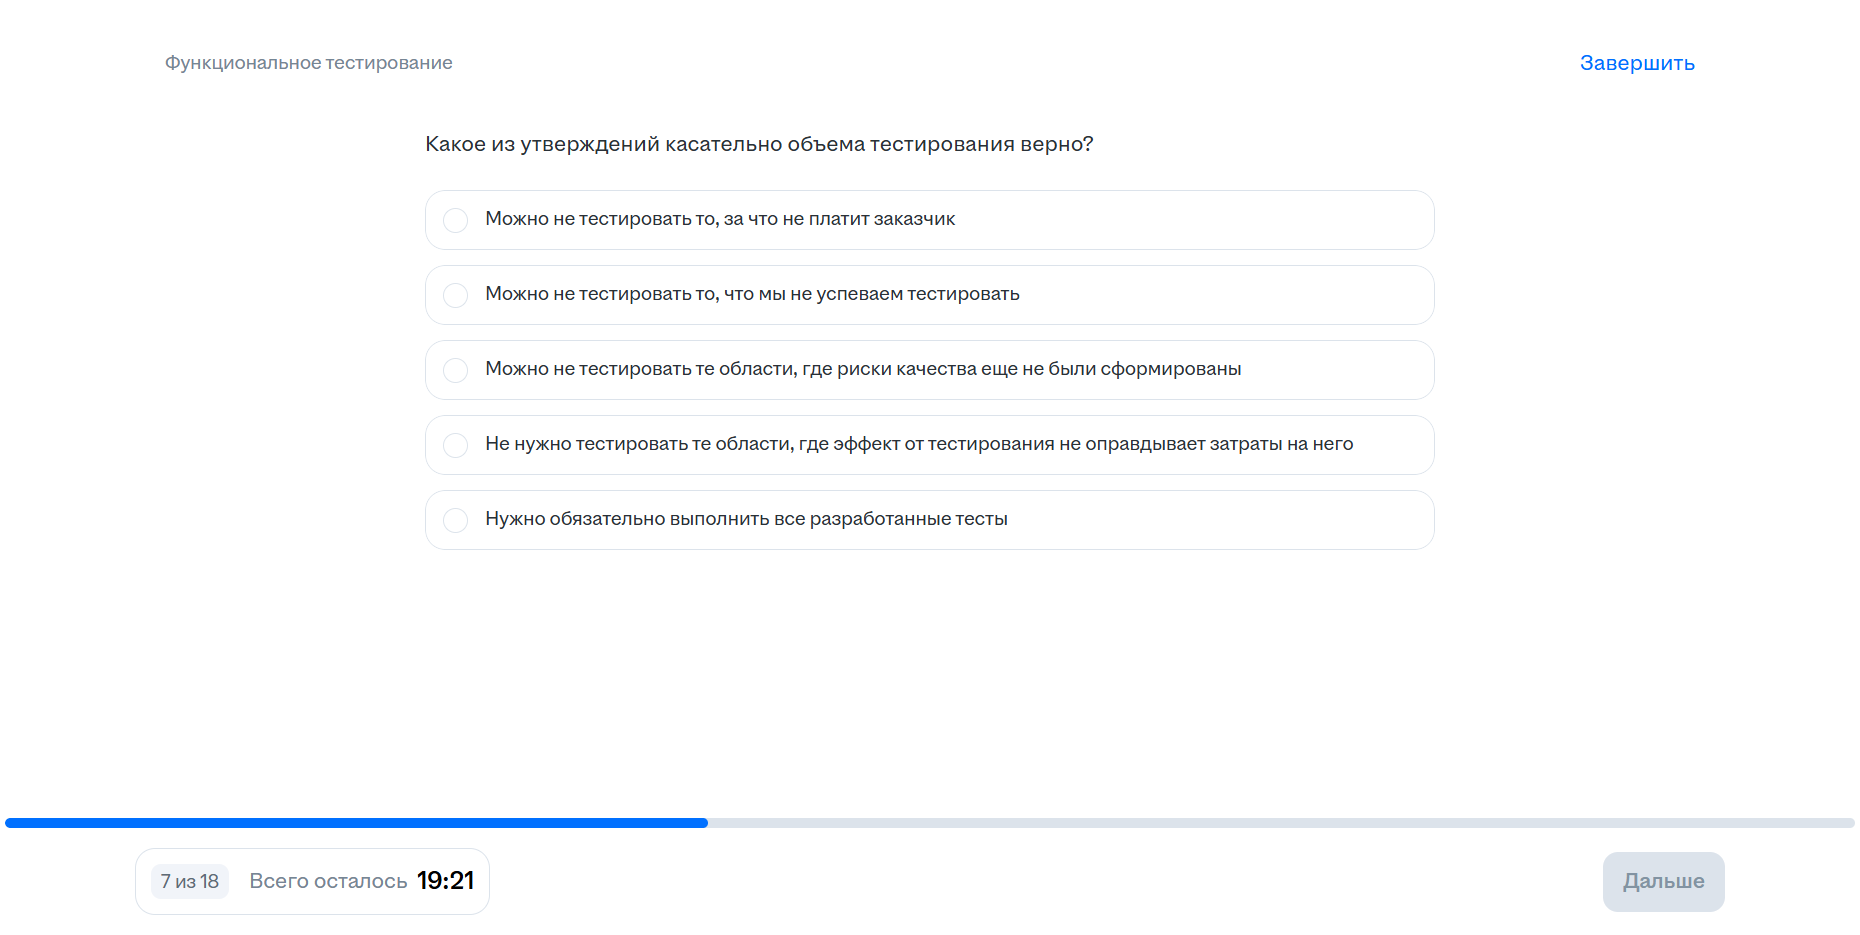 Функциональное тестирование
Завершить
Какое из утверждений касательно объема тестирования верно?
Можно не тестировать то, за что не платит заказчик
Можно не тестировать то, что мы не успеваем тестировать
Можно не тестировать те области, где риски качества еще не были сформированы
Не нужно тестировать те области, где эффект от тестирования не оправдывает затраты на него
Нужно обязательно выполнить все разработанные тесты
7 из 18
Всего осталось 19:21
Дальше